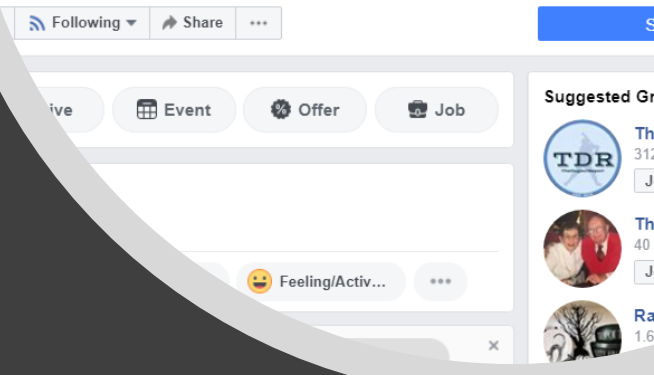 Following Share ...
S
ive Event Offer Job
Suggested Gr
Th
TDR
312
J
Th
40
J
Feeling/Activ... ...
Ra
1.6